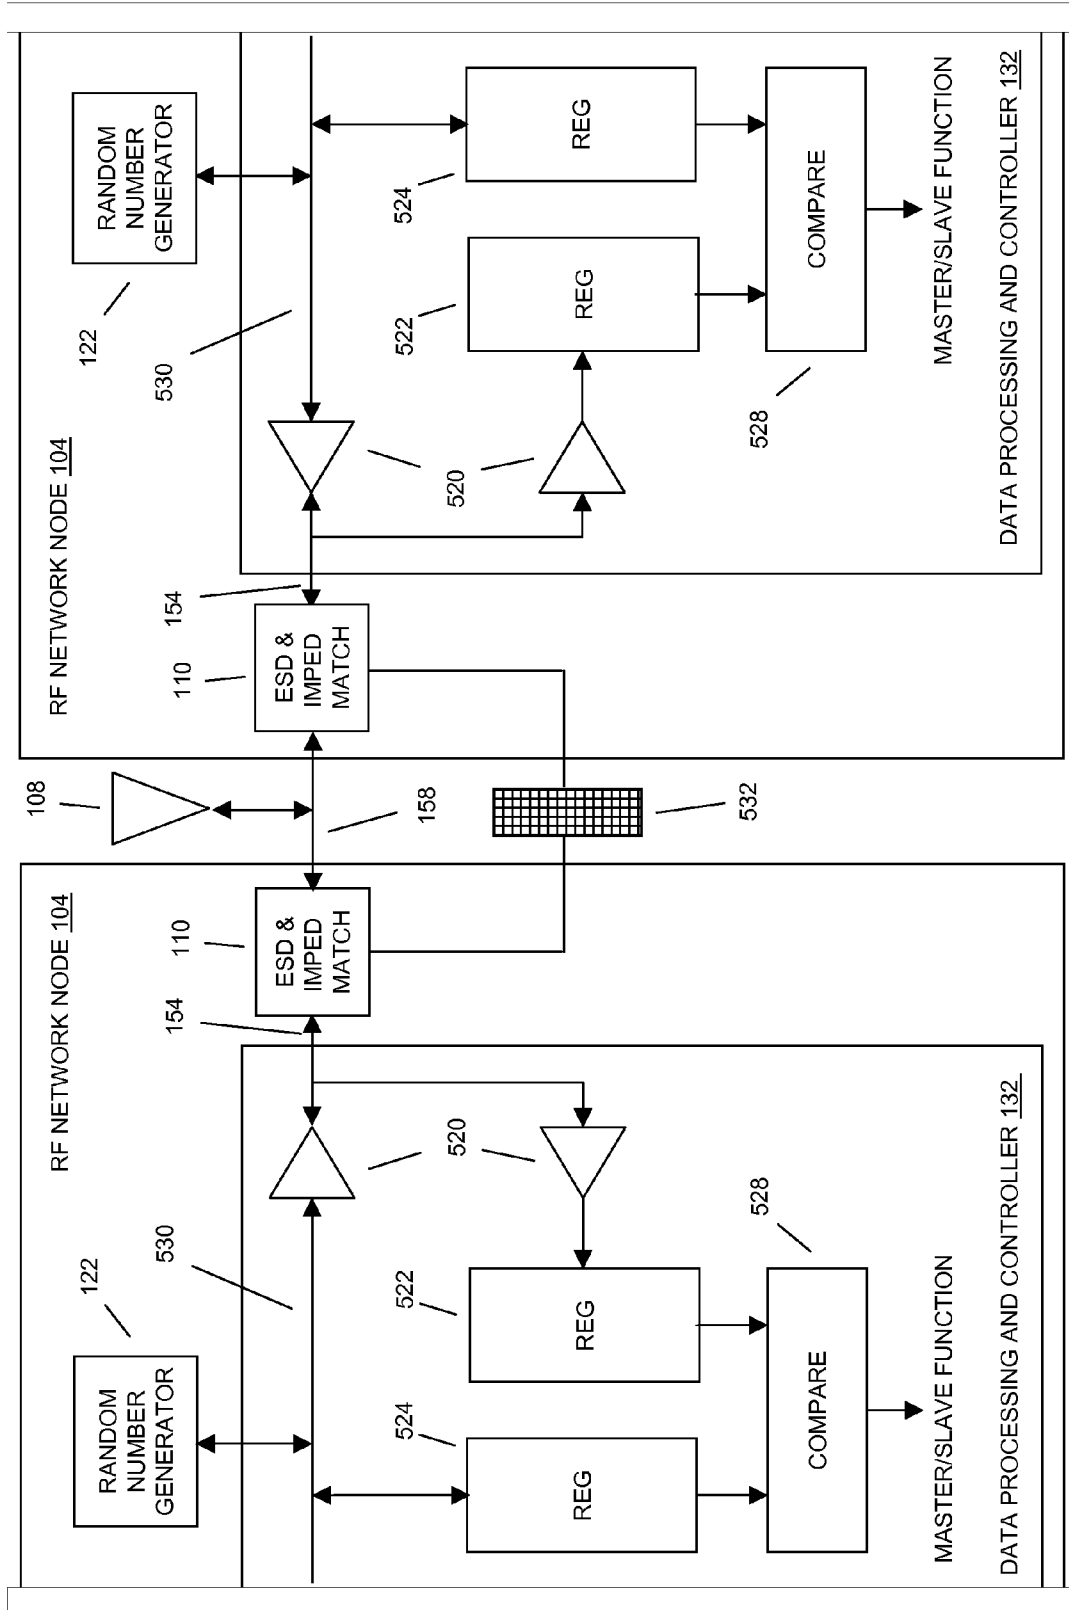 RF NETWORK NODE 104
RANDOM
NUMBER
GENERATOR
122
530
154
110
ESD &
IMPED
MATCH
520
524
REG
522
REG
528
COMPARE
MASTER/SLAVE FUNCTION
DATA PROCESSING AND CONTROLLER 132
108
158
532
RF NETWORK NODE 104
RANDOM
NUMBER
GENERATOR
122
530
154
110
ESD &
IMPED
MATCH
520
522
REG
524
REG
528
COMPARE
MASTER/SLAVE FUNCTION
DATA PROCESSING AND CONTROLLER 132